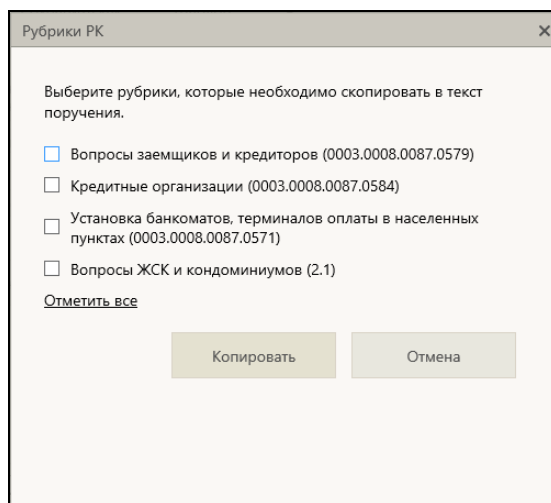 Рубрики РК
Выберите рубрики, которые необходимо скопировать в текст
поручения.
Вопросы заемщиков и кредиторов (0003.0008.0087.0579)
Кредитные организации (0003.0008.0087.0584)
Установка банкоматов, терминалов оплаты в населенных
пунктах (0003.0008.0087.0571)
Вопросы ЖСК и кондоминиумов (2.1)
Отметить все
Копировать
Отмена